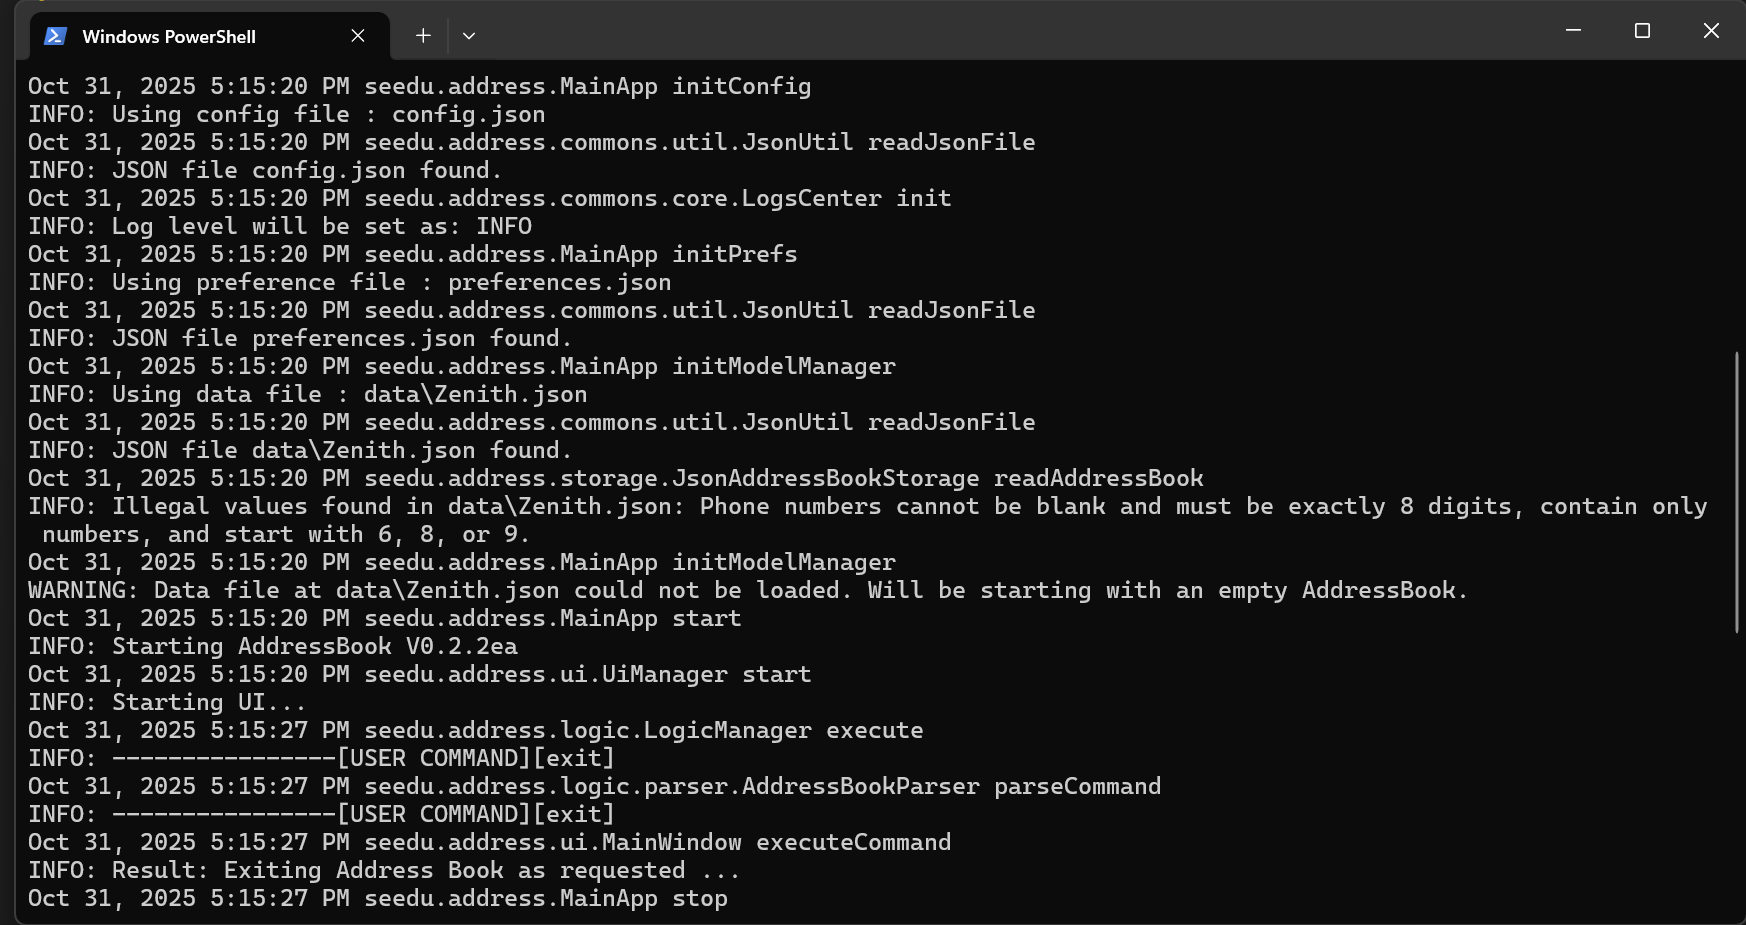 Windows PowerShell
Oct 31, 2025 5:15:20 PM seedu.address.MainApp initConfig
INFO: Using config file : config.json
Oct 31, 2025 5:15:20 PM seedu.address.commons.util.JsonUtil readJsonFile
INFO: JSON file config.json found.
Oct 31, 2025 5:15:20 PM seedu.address.commons.core.LogsCenter init
INFO: Log level will be set as: INFO
Oct 31, 2025 5:15:20 PM seedu.address.MainApp initPrefs
INFO: Using preference file : preferences.json
Oct 31, 2025 5:15:20 PM seedu.address.commons.util.JsonUtil readJsonFile
INFO: JSON file preferences.json found.
Oct 31, 2025 5:15:20 PM seedu.address.MainApp initModelManager
INFO: Using data file : data\Zenith.json
Oct 31, 2025 5:15:20 PM seedu.address.commons.util.JsonUtil readJsonFile
INFO: JSON file data\Zenith.json found.
Oct 31, 2025 5:15:20 PM seedu.address.storage.JsonAddressBookStorage readAddressBook
INFO: Illegal values found in data\Zenith.json: Phone numbers cannot be blank and must be exactly 8 digits, contain only
 numbers, and start with 6, 8, or 9.
Oct 31, 2025 5:15:20 PM seedu.address.MainApp initModelManager
WARNING: Data file at data\Zenith.json could not be loaded. Will be starting with an empty AddressBook.
Oct 31, 2025 5:15:20 PM seedu.address.MainApp start
INFO: Starting AddressBook V0.2.2ea
Oct 31, 2025 5:15:20 PM seedu.address.ui.UiManager start
INFO: Starting UI...
Oct 31, 2025 5:15:27 PM seedu.address.logic.LogicManager execute
INFO: ----------------[USER COMMAND][exit]
Oct 31, 2025 5:15:27 PM seedu.address.logic.parser.AddressBookParser parseCommand
INFO: ----------------[USER COMMAND][exit]
Oct 31, 2025 5:15:27 PM seedu.address.ui.MainWindow executeCommand
INFO: Result: Exiting Address Book as requested ...
Oct 31, 2025 5:15:27 PM seedu.address.MainApp stop